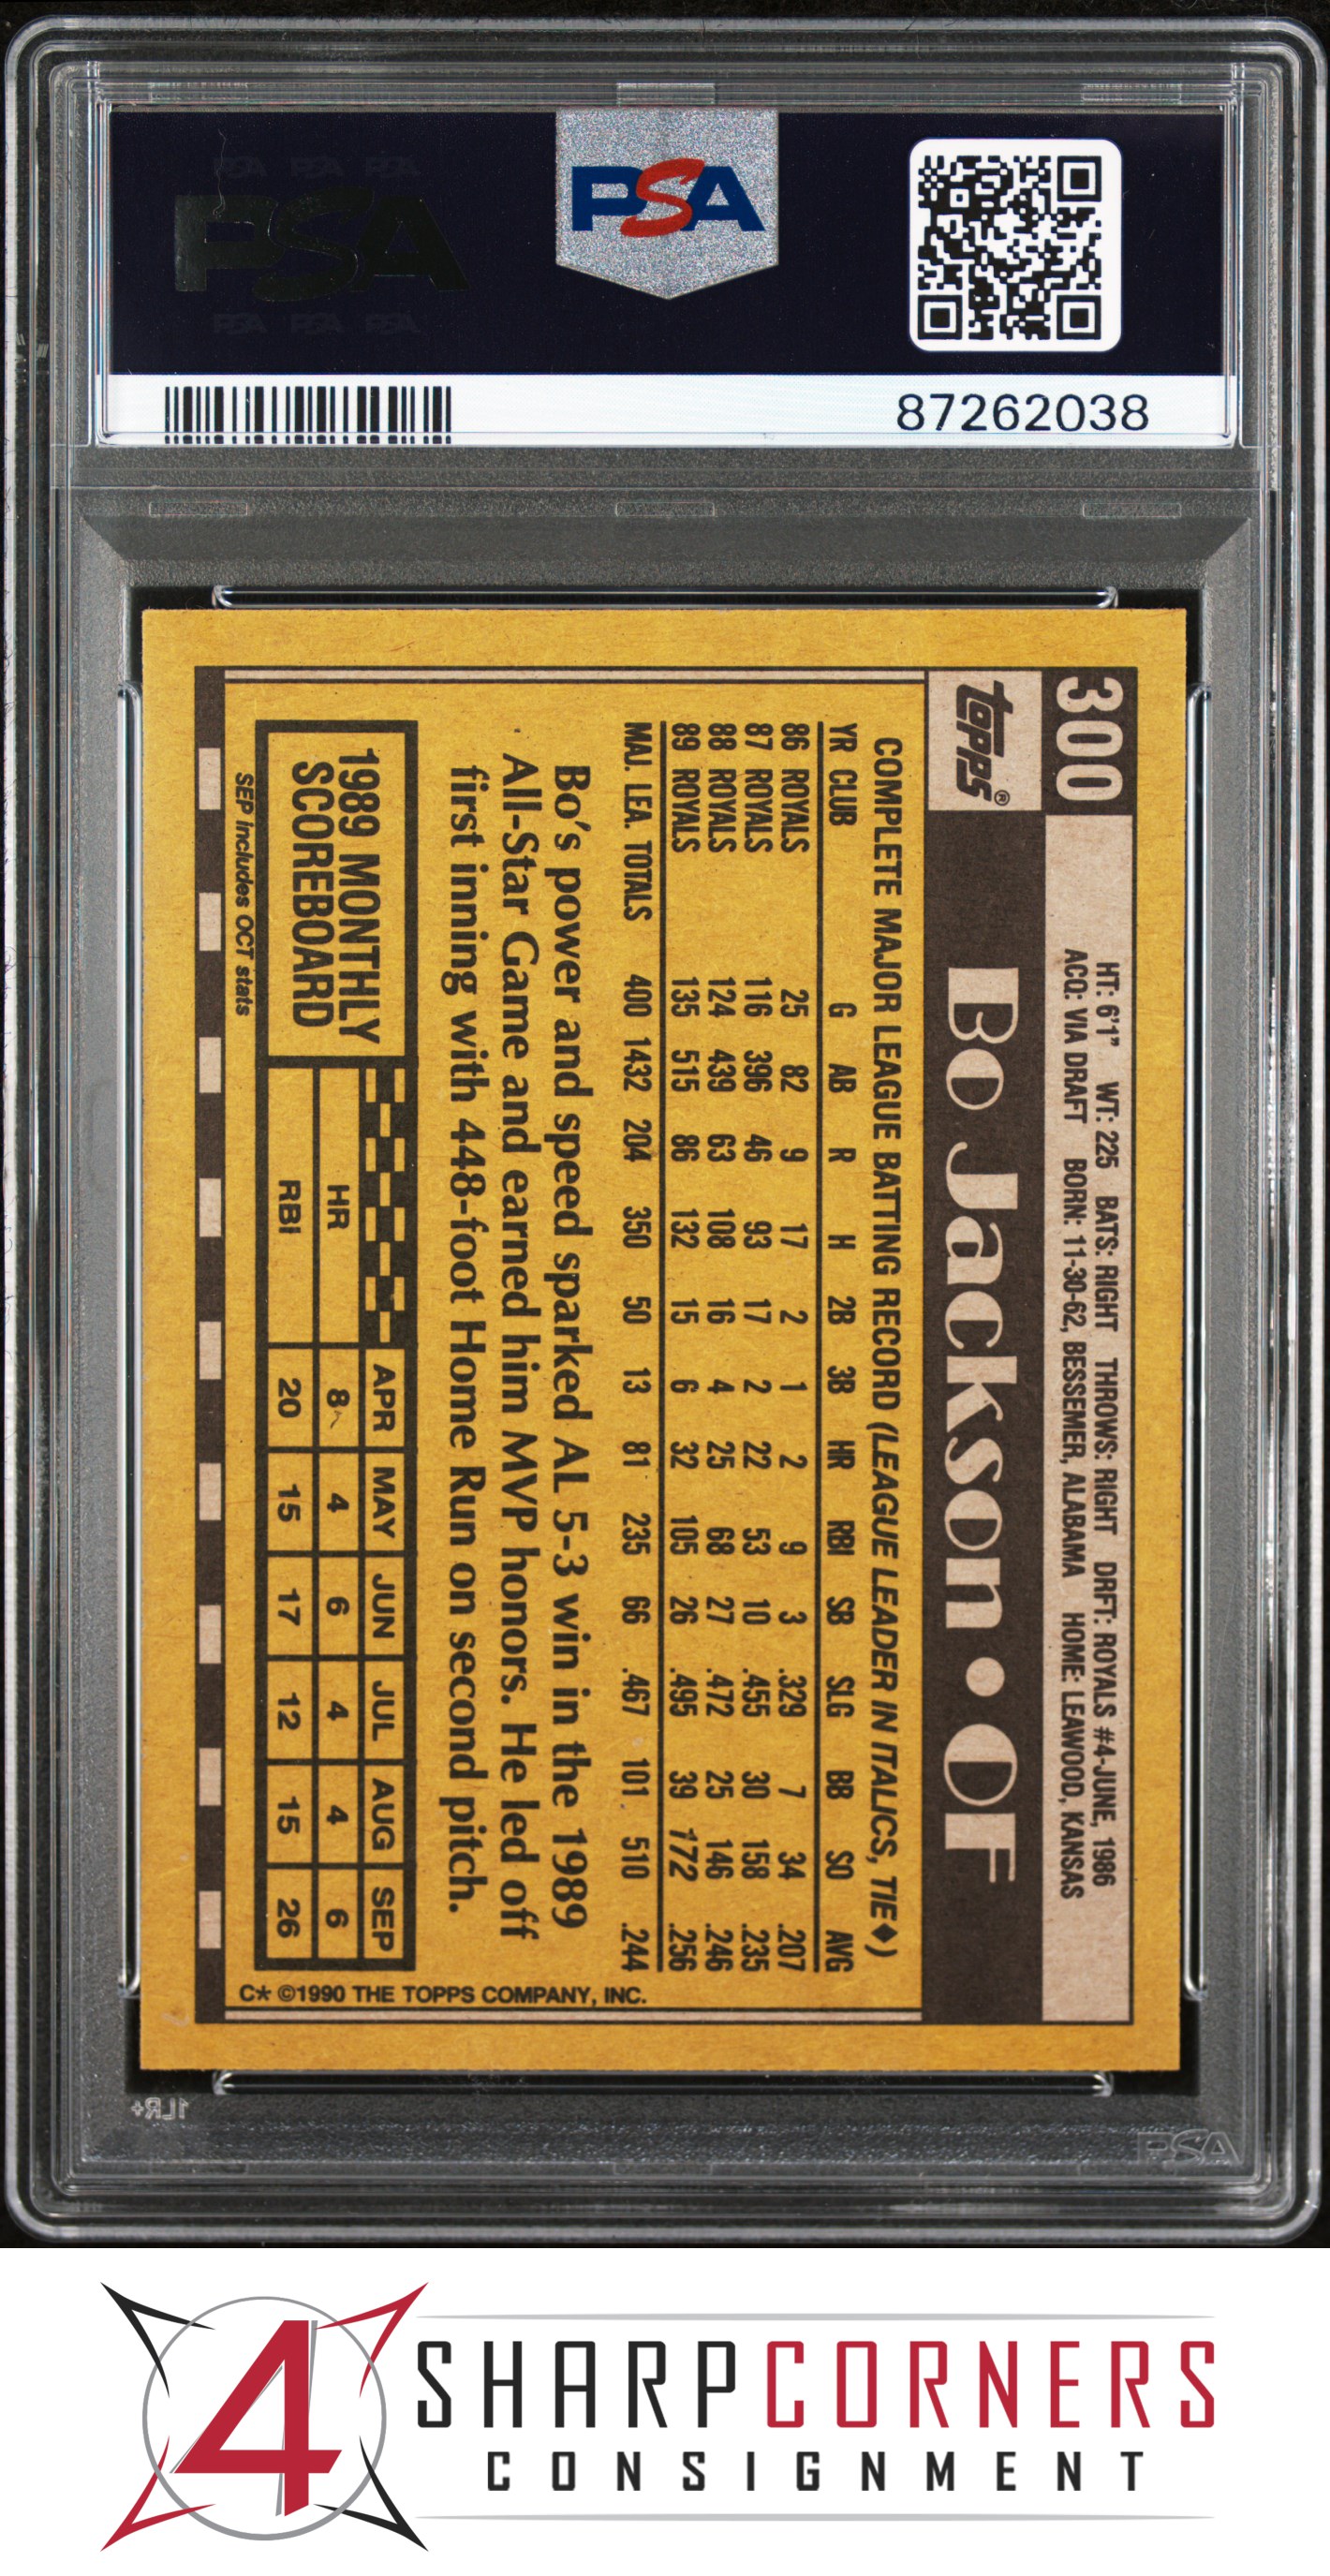 PSA PSA PSA
PSA
PSA PSA PSA
PSA
87262038
300
HT: 6'1" WT: 225 BATS: RIGHT THROWS: RIGHT DRFT: ROYALS #4-JUNE, 1986
ACQ: VIA DRAFT BORN: 11-30-62, BESSEMER, ALABAMA HOME: LEAWOOD, KANSAS
topps®
BO Jackson • OF
COMPLETE MAJOR LEAGUE BATTING RECORD (LEAGUE LEADER IN ITALICS, TIE♦)
YR CLUB G AB R H 2B 3B HR RBI SB SLG BB SO AVG
86 ROYALS 25 82 9 17 2 1 2 9 3 .329 7 34 .207
87 ROYALS 116 396 46 93 17 2 22 53 10 .455 30 158 .235
88 ROYALS 124 439 63 108 16 4 25 68 27 .472 25 146 .246
89 ROYALS 135 515 86 132 15 6 32 105 26 .495 39 172 .256
MAJ. LEA. TOTALS 400 1432 204 350 50 13 81 235 66 .467 101 510 .244
Bo's power and speed sparked AL 5-3 win in the 1989
All-Star Game and earned him MVP honors. He led off
first inning with 448-foot Home Run on second pitch.
1989 MONTHLY
SCOREBOARD
APR MAY JUN JUL AUG SEP
HR 8 4 6 4 4 6
RBI 20 15 17 12 15 26
SEP includes OCT stats
C* ©1990 THE TOPPS COMPANY, INC.
1LR+
PSA
4
SHARPCORNERS
CONSIGNMENT